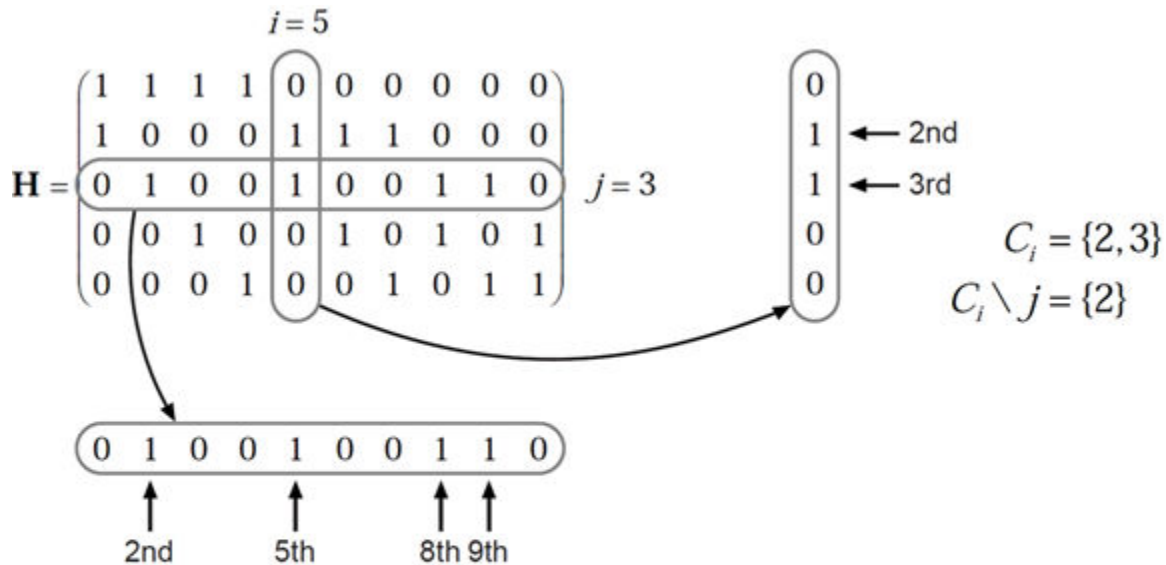 i = 5
1 1 1 1 0 0 0 0 0 0
1 0 0 0 1 1 1 0 0 0
H = 0 1 0 0 1 0 0 1 1 0 j = 3
0 0 1 0 0 1 0 1 0 1
0 0 0 1 0 0 1 0 1 1
0
1 2nd
1 3rd
0
0
C_i = {2,3}
C_i \ j = {2}
0 1 0 0 1 0 0 1 1 0
2nd 5th 8th 9th